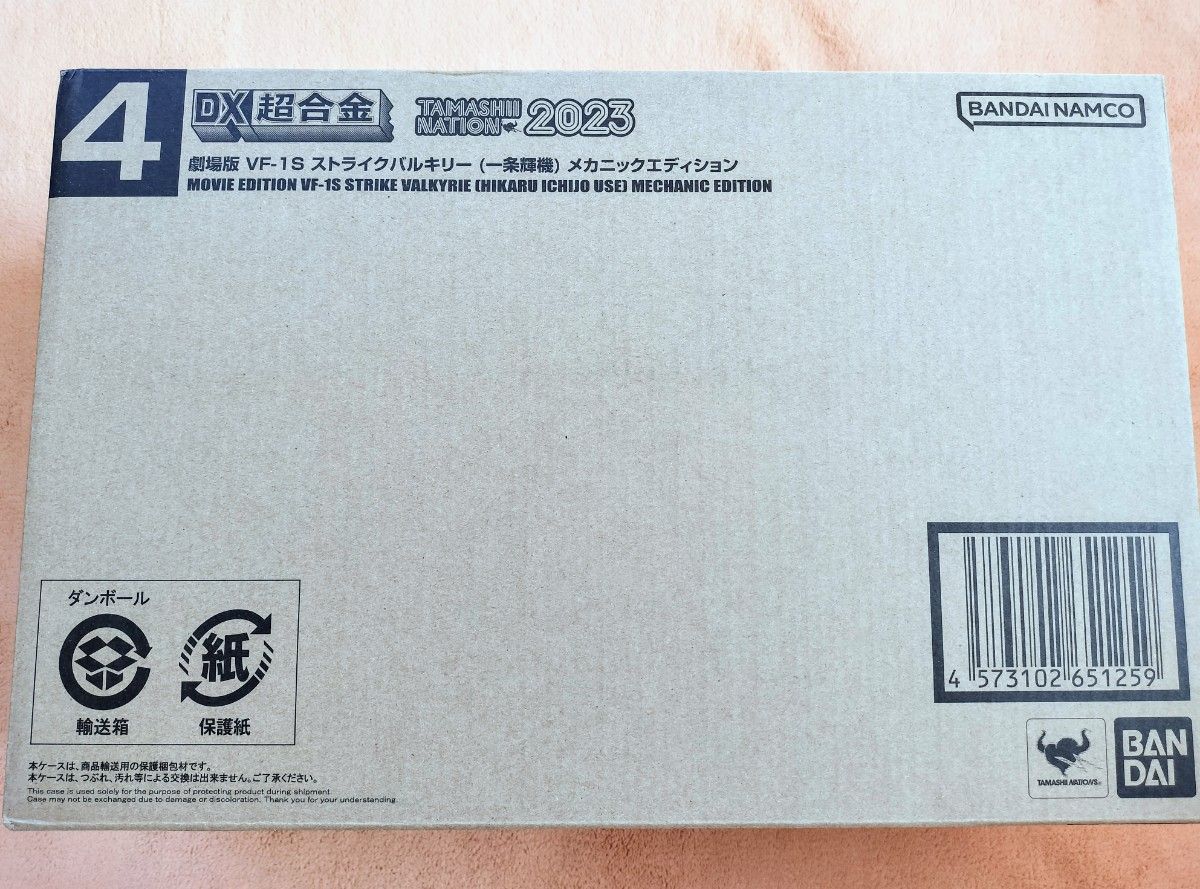 4
DX超合金
TAMASHII NATION 2023
BANDAI NAMCO
劇場版 VF-1S ストライクバルキリー (一条輝機) メカニックエディション
MOVIE EDITION VF-1S STRIKE VALKYRIE (HIKARU ICHIJO USE) MECHANIC EDITION
ダンボール
紙
輸送箱
保護紙
4 573102 651259
TAMASHII NATIONS
BAN
DAI
本ケースは、商品輸送用の保護梱包材です。
本ケースは、つぶれ、汚れ等による交換は出来ません。ご了承ください。
This case is used solely for the purpose of protecting product during shipment.
Case may not be exchanged due to damage or discoloration. Thank you for your understanding.